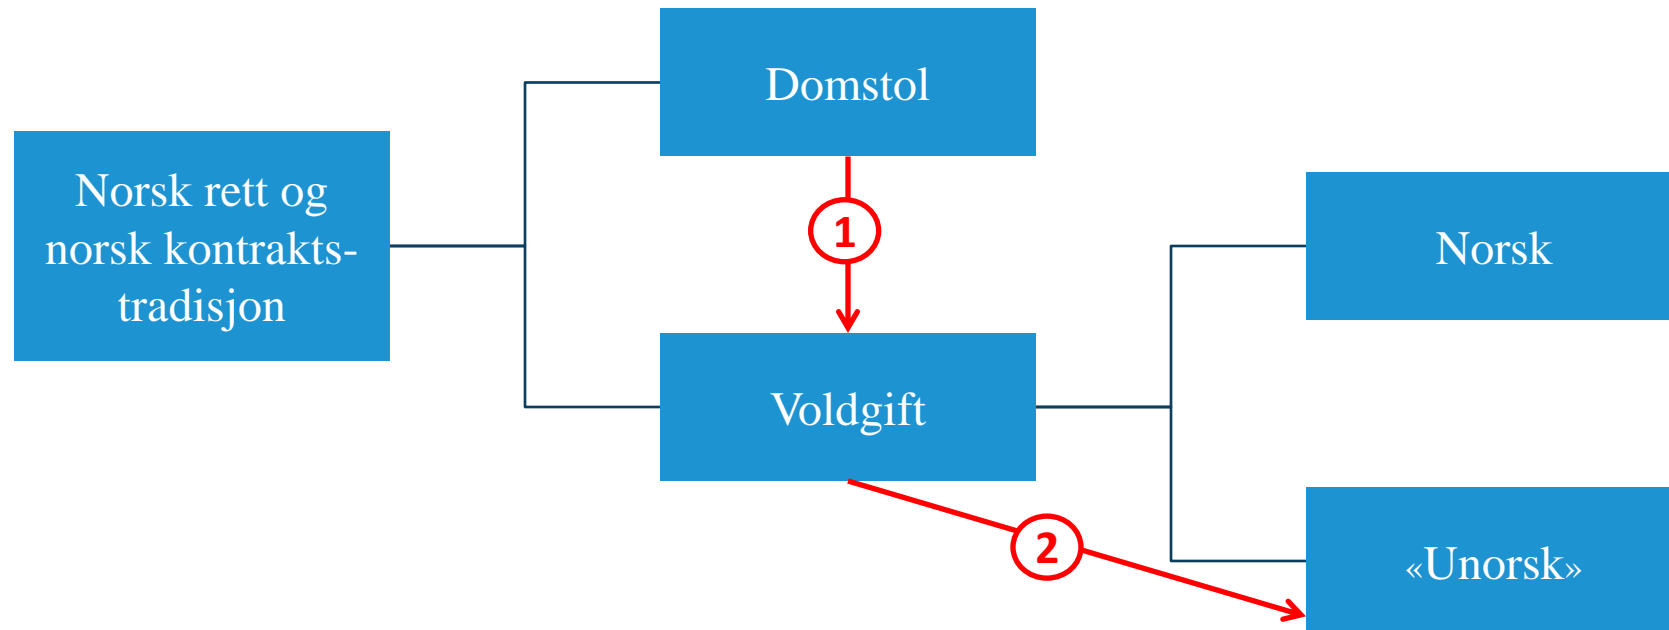 Domstol
Norsk rett og
norsk kontrakts-
tradisjon
1
Norsk
Voldgift
2
«Unorsk»